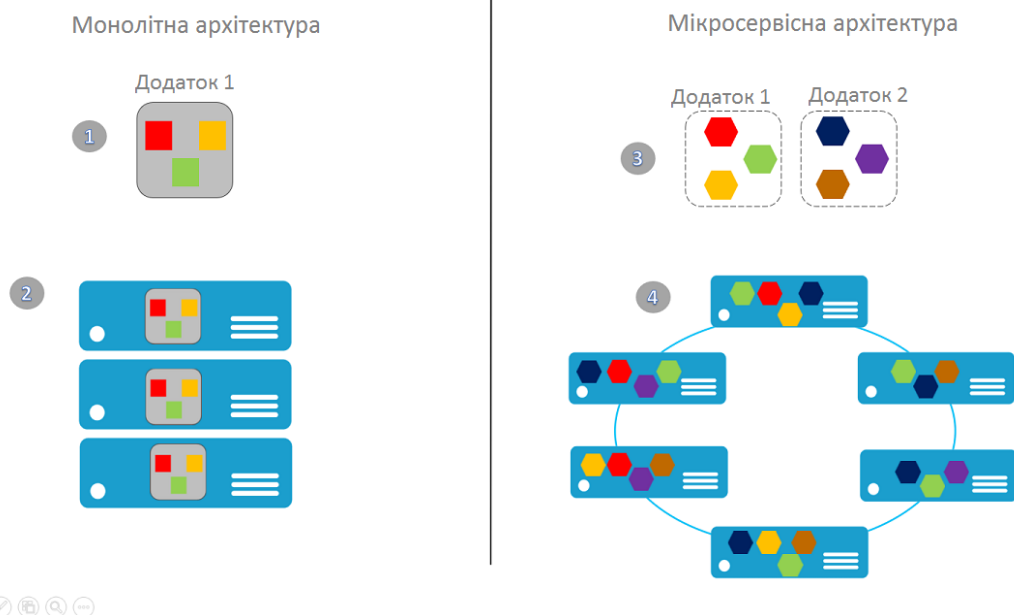 Монолітна архітектура
Додаток 1
1
2
Мікросервісна архітектура
Додаток 1
Додаток 2
3
4